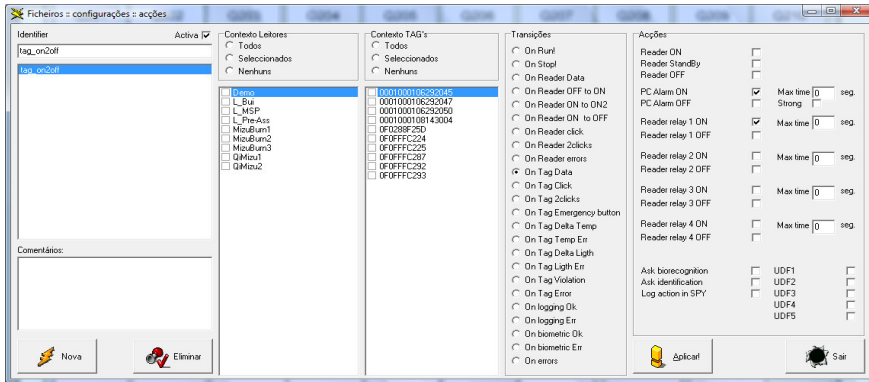 Ficheiros :: configurações :: acções
Identifier
Activa
tag_on2off
tag_on2off
Comentários:
Nova
Eliminar
Contexto Leitores
Todos
Seleccionados
Nenhuns
Demo
L_Bui
L_MSP
L_Pre-Ass
MizuBurn1
MizuBurn2
MizuBurn3
QiMizu1
QiMizu2
Contexto TAG's
Todos
Seleccionados
Nenhuns
0001000106292045
0001000106292047
0001000106292050
0001000108143004
0F0288F25D
0F0FFFC224
0F0FFFC225
0F0FFFC287
0F0FFFC292
0F0FFFC293
Transições
On Run!
On Stop!
On Reader Data
On Reader OFF to ON
On Reader ON to ON2
On Reader ON to OFF
On Reader click
On Reader 2clicks
On Reader errors
On Tag Data
On Tag Click
On Tag 2clicks
On Tag Emergency button
On Tag Delta Temp
On Tag Temp Err
On Tag Delta Ligth
On Tag Ligth Err
On Tag Violation
On Tag Error
On logging Ok
On logging Err
On biometric Ok
On biometric Err
On errors
Acções
Reader ON
Reader StandBy
Reader OFF
PC Alarm ON Max time 0 seg.
PC Alarm OFF Strong
Reader relay 1 ON Max time 0 seg.
Reader relay 1 OFF
Reader relay 2 ON Max time 0 seg.
Reader relay 2 OFF
Reader relay 3 ON Max time 0 seg.
Reader relay 3 OFF
Reader relay 4 ON Max time 0 seg.
Reader relay 4 OFF
Ask biorecognition UDF1
Ask identification UDF2
Log action in SPY UDF3
UDF4
UDF5
Aplicar!
Sair